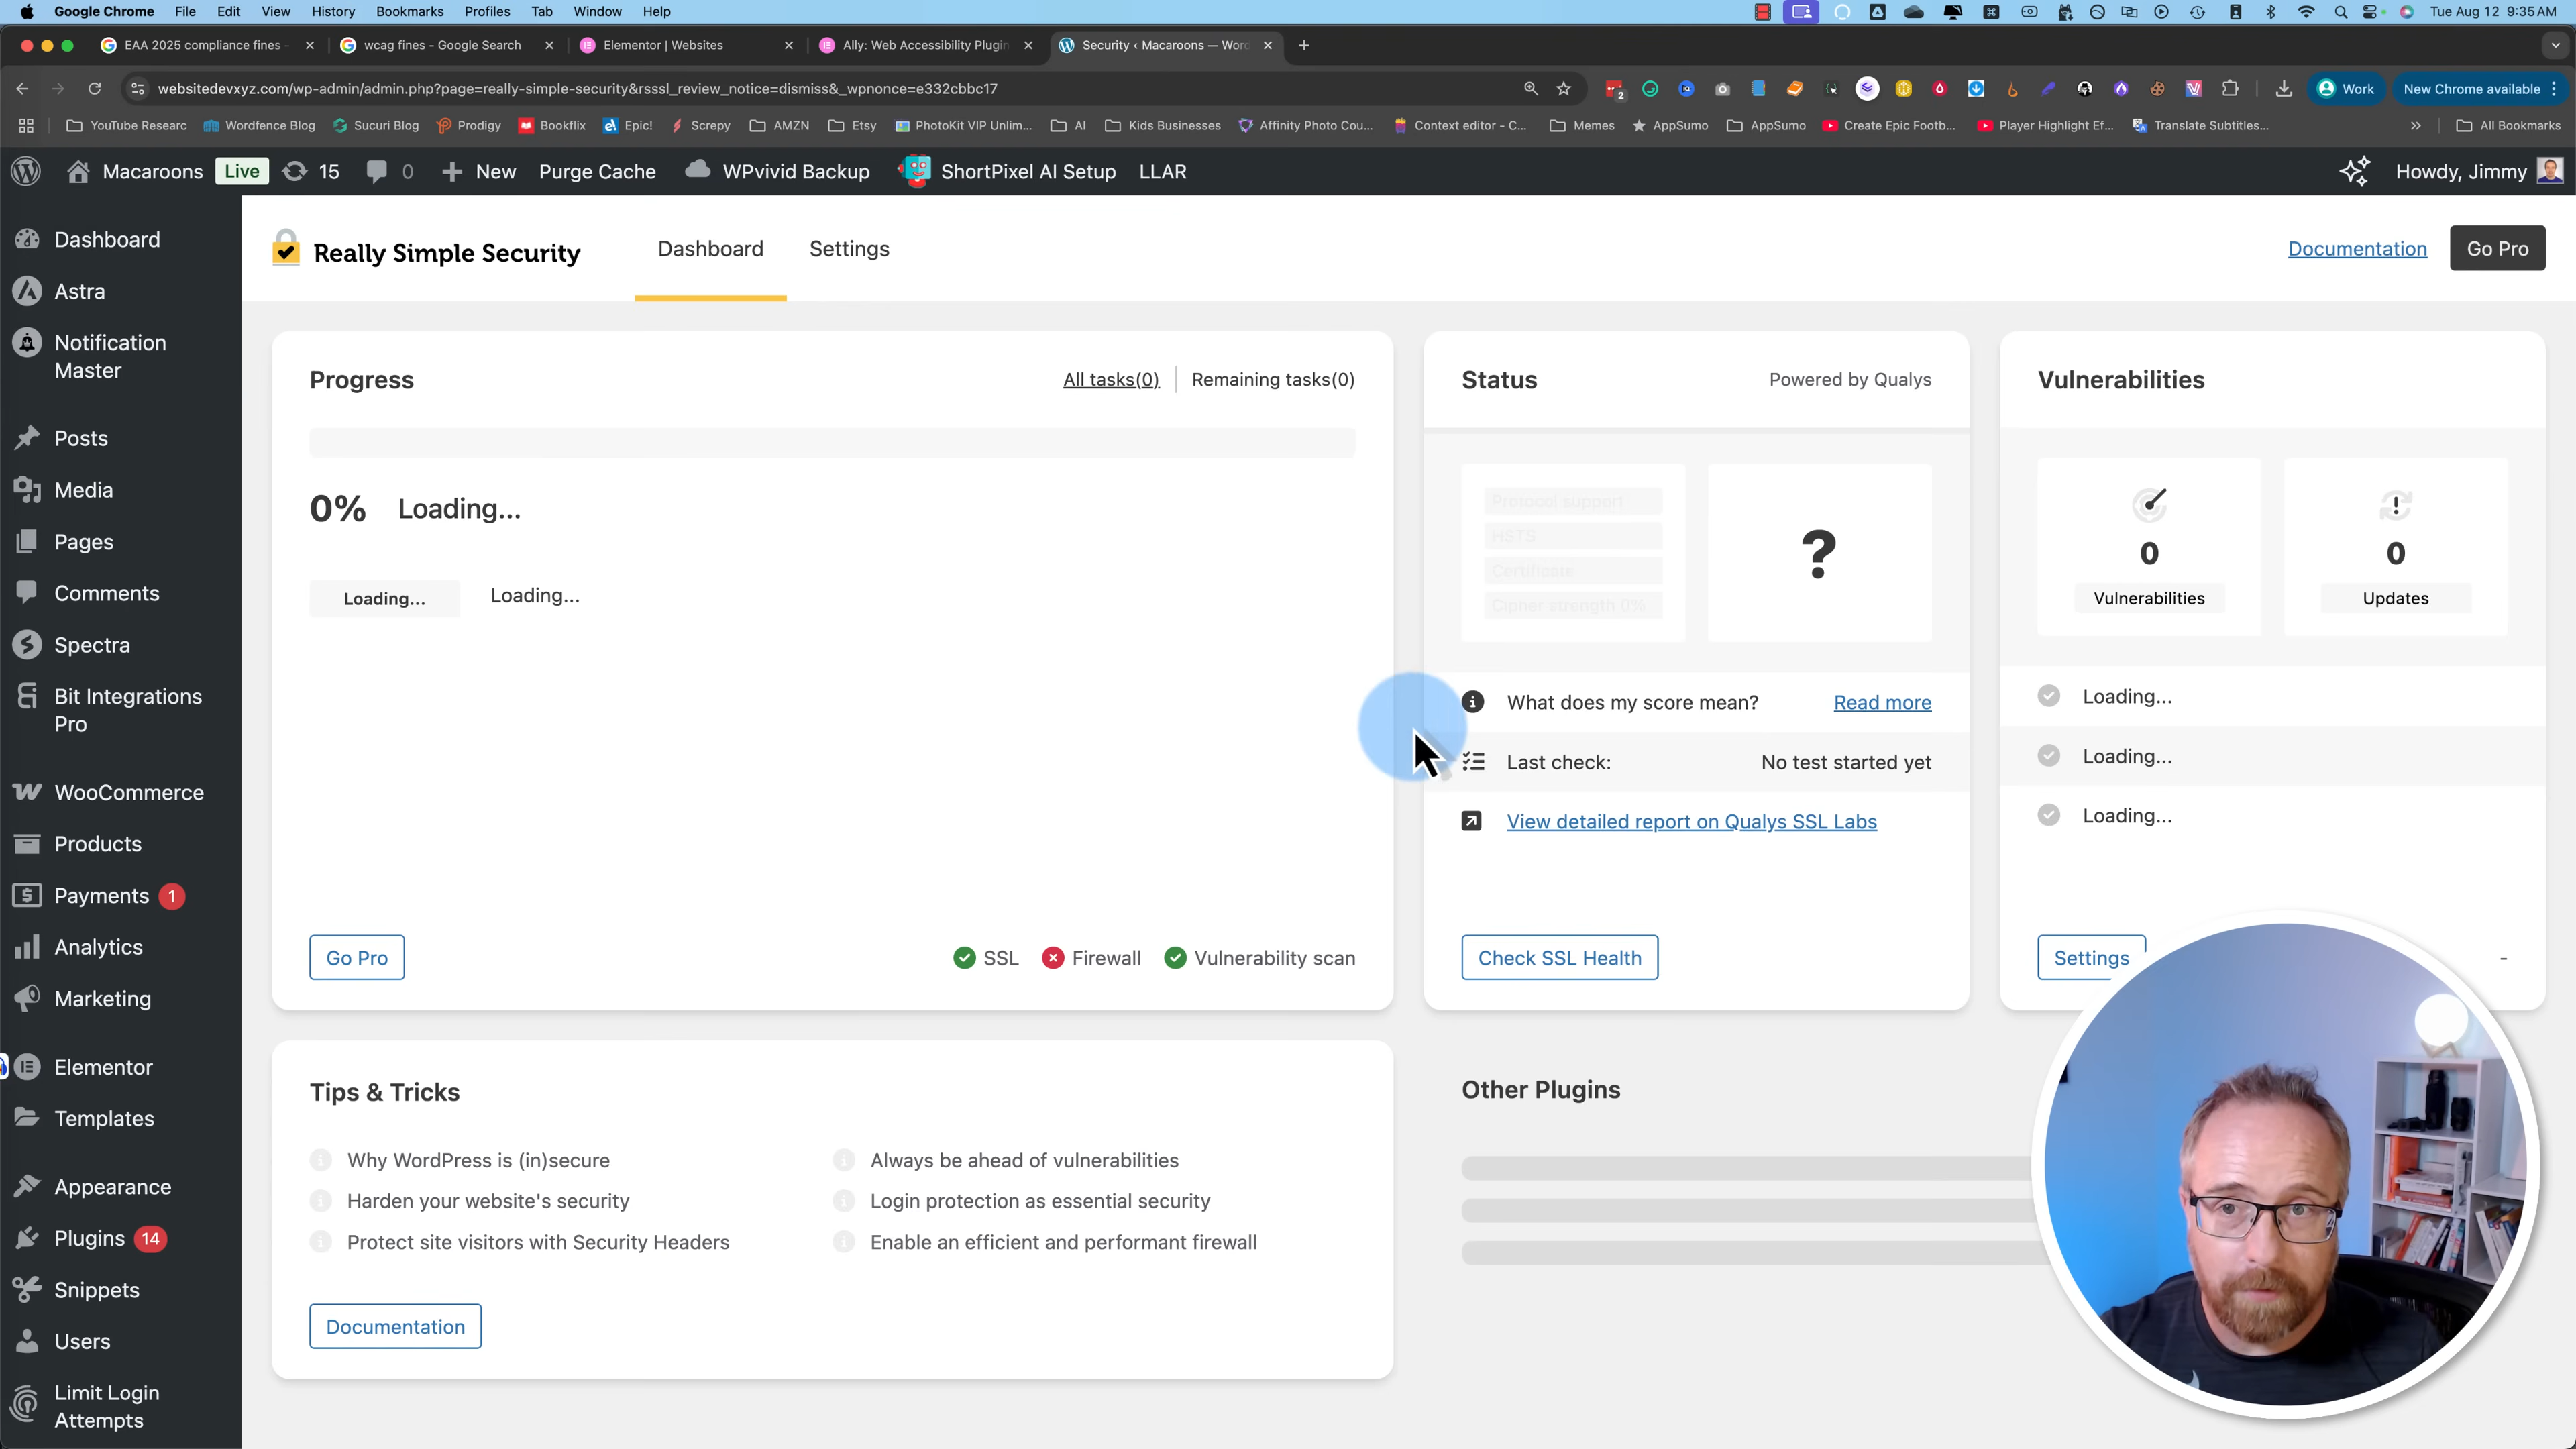 Google Chrome File Edit View History Bookmarks Profiles Tab Window Help Tue Aug 12 9:35 AM
EAA 2025 compliance fines - wcag fines - Google Search Elementor | Websites Ally: Web Accessibility Plugin Security ‹ Macaroons — Wor
websitedevxyz.com/wp-admin/admin.php?page=really-simple-security&rsssl_review_notice=dismiss&_wpnonce=e332cbbc17 2 Work New Chrome available
YouTube Researc Wordfence Blog Sucuri Blog Prodigy Bookflix Epic! Screpy AMZN Etsy PhotoKit VIP Unlim... AI Kids Businesses Affinity Photo Cou... Context editor - C... Memes AppSumo AppSumo Create Epic Footb... Player Highlight Ef... Translate Subtitles... » All Bookmarks
Macaroons Live 15 0 New Purge Cache WPvivid Backup ShortPixel AI Setup LLAR Howdy, Jimmy
Dashboard
Astra
Notification
Master
Posts
Media
Pages
Comments
Spectra
Bit Integrations
Pro
WooCommerce
Products
Payments 1
Analytics
Marketing
Elementor
Templates
Appearance
Plugins 14
Snippets
Users
Limit Login
Attempts
Really Simple Security Dashboard Settings Documentation Go Pro
Progress All tasks(0) Remaining tasks(0)
0% Loading...
Loading... Loading...
Go Pro SSL Firewall Vulnerability scan
Status Powered by Qualys
Protocol support
HSTS
Certificate
Cipher strength 0%
?
What does my score mean? Read more
Last check: No test started yet
View detailed report on Qualys SSL Labs
Check SSL Health
Vulnerabilities
0 0
Vulnerabilities Updates
Loading...
Loading...
Loading...
Settings -
Tips & Tricks
Why WordPress is (in)secure Always be ahead of vulnerabilities
Harden your website's security Login protection as essential security
Protect site visitors with Security Headers Enable an efficient and performant firewall
Documentation
Other Plugins